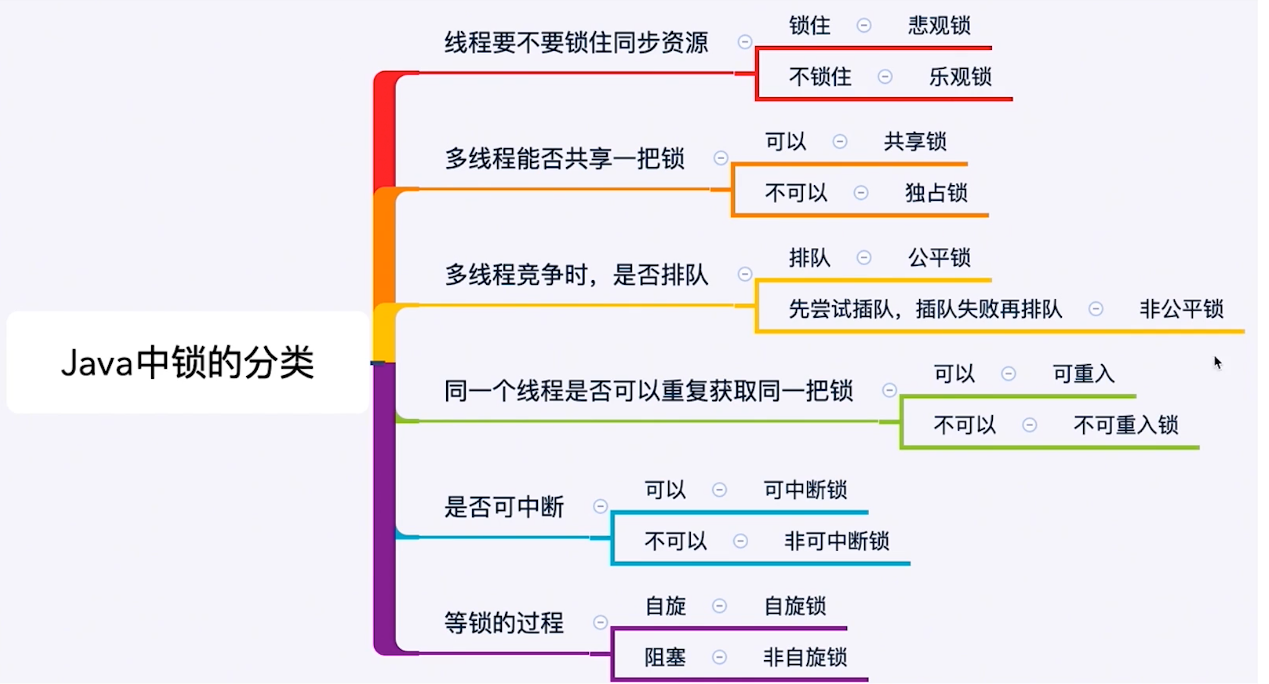 线程要不要锁住同步资源
锁住 悲观锁
不锁住 乐观锁
多线程能否共享一把锁
可以 共享锁
不可以 独占锁
多线程竞争时，是否排队
排队 公平锁
先尝试插队，插队失败再排队 非公平锁
Java中锁的分类
同一个线程是否可以重复获取同一把锁
可以 可重入
不可以 不可重入锁
是否可中断
可以 可中断锁
不可以 非可中断锁
等锁的过程
自旋 自旋锁
阻塞 非自旋锁